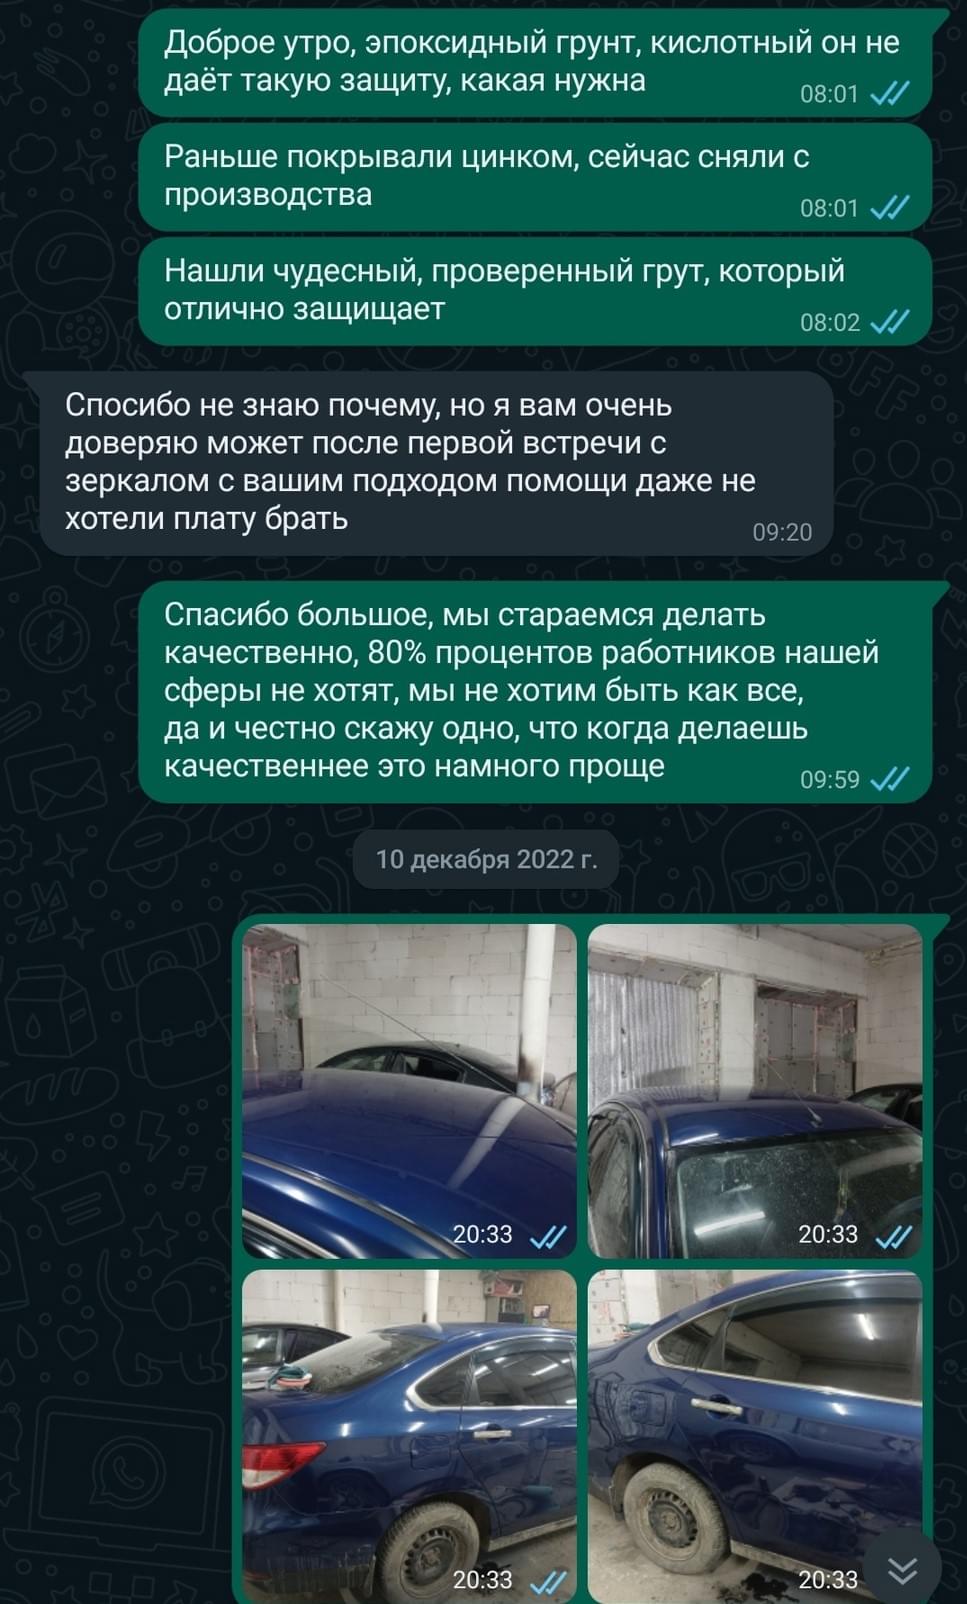 Доброе утро, эпоксидный грунт, кислотный он не
даёт такую защиту, какая нужна
08:01
Раньше покрывали цинком, сейчас сняли с
производства
08:01
Нашли чудесный, проверенный грут, который
отлично защищает
08:02
Спосибо не знаю почему, но я вам очень
доверяю может после первой встречи с
зеркалом с вашим подходом помощи даже не
хотели плату брать
09:20
Спасибо большое, мы стараемся делать
качественно, 80% процентов работников нашей
сферы не хотят, мы не хотим быть как все,
да и честно скажу одно, что когда делаешь
качественнее это намного проще
09:59
10 декабря 2022 г.
20:33
20:33
20:33
20:33